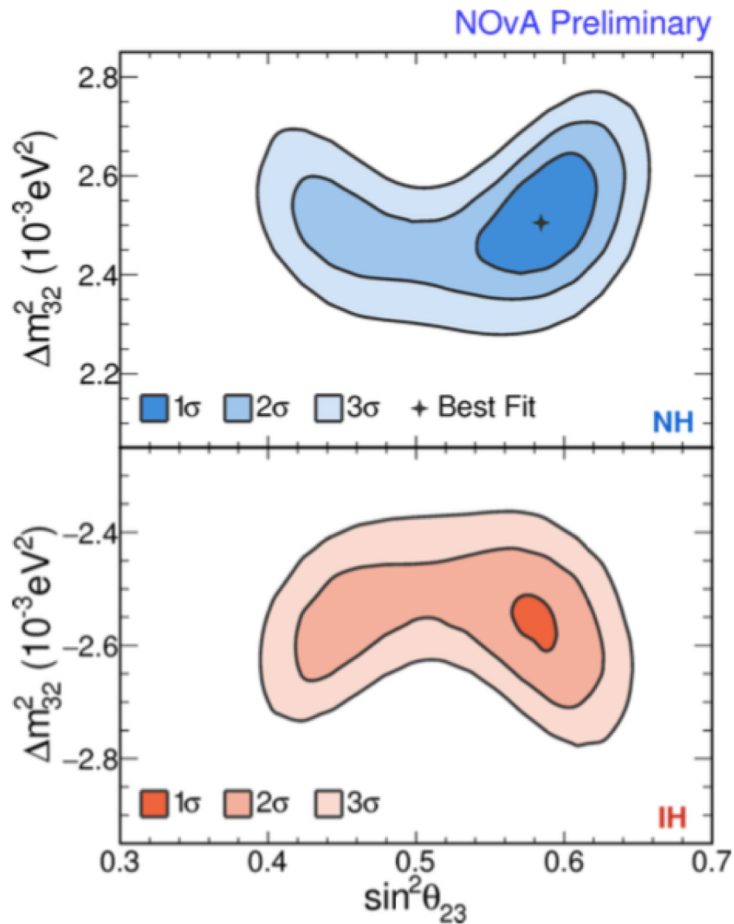 NOvA Preliminary
Δm²₃₂ (10⁻³eV²)
2.8
2.6
2.4
2.2
1σ 2σ 3σ Best Fit
NH
Δm²₃₂ (10⁻³eV²)
−2.4
−2.6
−2.8
1σ 2σ 3σ
IH
0.3 0.4 0.5 0.6 0.7
sin²θ₂₃